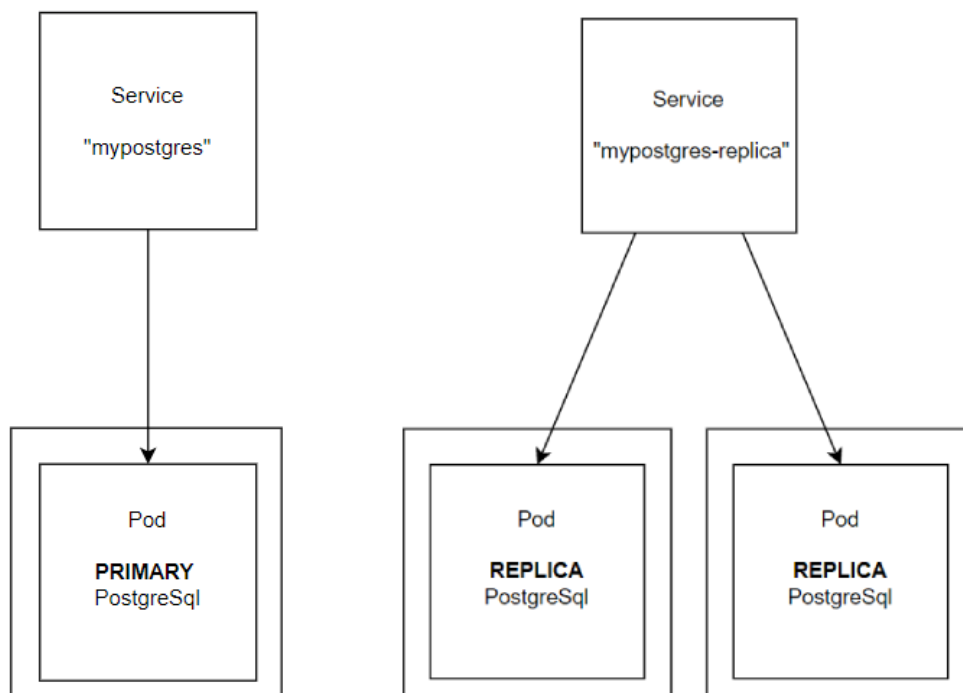 Service
"mypostgres"
Service
"mypostgres-replica"
Pod
PRIMARY
PostgreSql
Pod
REPLICA
PostgreSql
Pod
REPLICA
PostgreSql